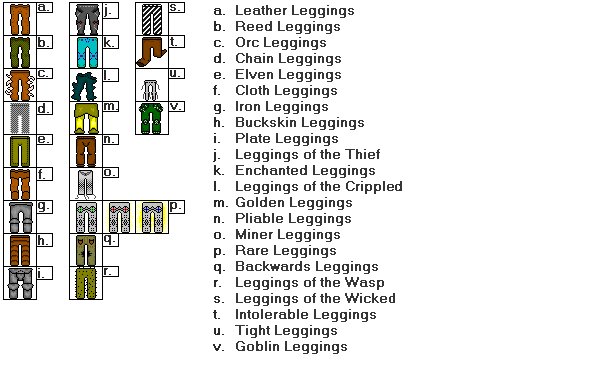 a.
b.
c.
d.
e.
f.
g.
h.
i.
j.
k.
l.
m.
n.
o.
p.
q.
r.
s.
t.
u.
v.
a. Leather Leggings
b. Reed Leggings
c. Orc Leggings
d. Chain Leggings
e. Elven Leggings
f. Cloth Leggings
g. Iron Leggings
h. Buckskin Leggings
i. Plate Leggings
j. Leggings of the Thief
k. Enchanted Leggings
l. Leggings of the Crippled
m. Golden Leggings
n. Pliable Leggings
o. Miner Leggings
p. Rare Leggings
q. Backwards Leggings
r. Leggings of the Wasp
s. Leggings of the Wicked
t. Intolerable Leggings
u. Tight Leggings
v. Goblin Leggings